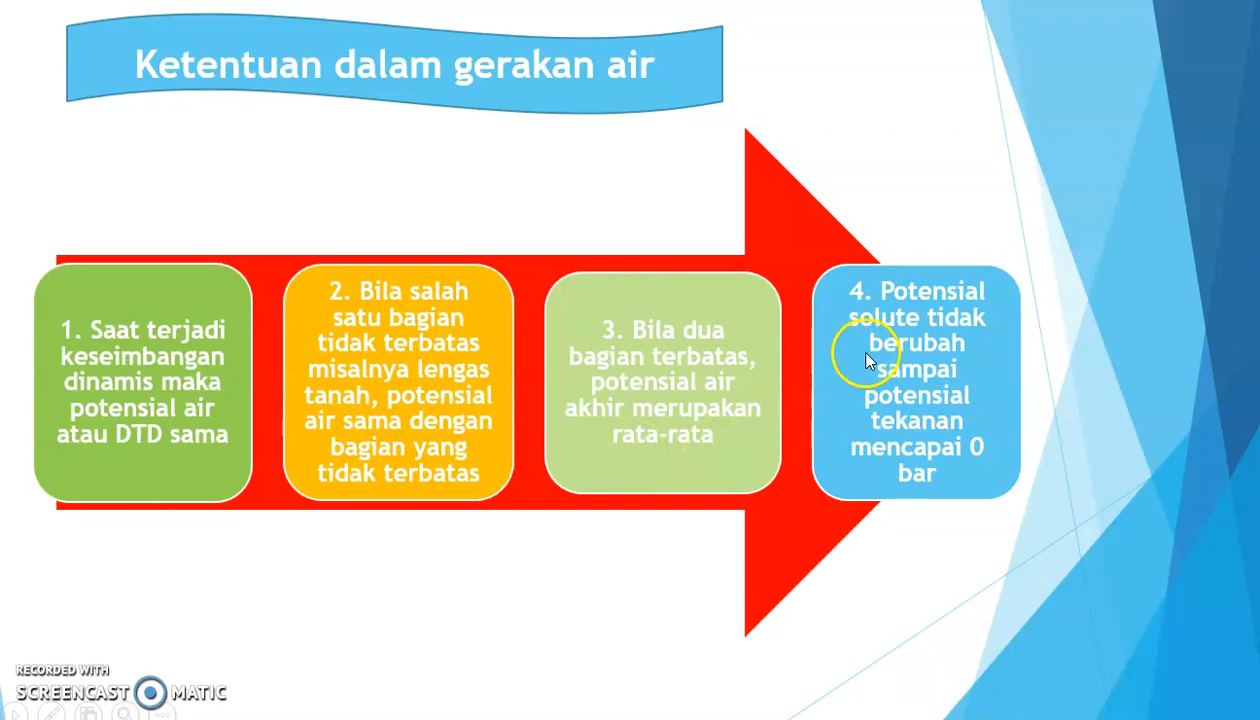 Ketentuan dalam gerakan air
1. Saat terjadi
keseimbangan
dinamis maka
potensial air
atau DTD sama
2. Bila salah
satu bagian
tidak terbatas
misalnya lengas
tanah, potensial
air sama dengan
bagian yang
tidak terbatas
3. Bila dua
bagian terbatas,
potensial air
akhir merupakan
rata-rata
4. Potensial
solute tidak
berubah
sampai
potensial
tekanan
mencapai 0
bar
RECORDED WITH
SCREENCAST MATIC